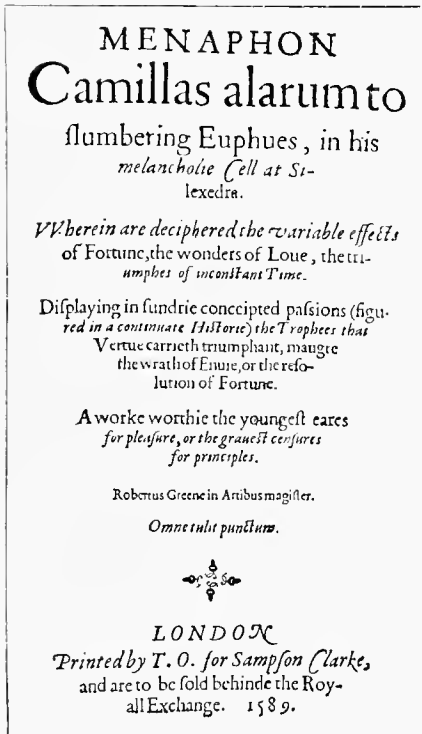 MENAPHON
Camillas alarum to
ſlumbering Euphues, in his
melancholie Cell at Si-
lexedra.
VVherein are deciphered the variable effects
of Fortune, the wonders of Loue, the tri-
umphes of inconſtant Time.
Diſplaying in ſundrie conceipted paſsions (figu-
red in a continuate Hiſtorie) the Trophees that
Vertue carrieth triumphant, maugre
the wrath of Enuie, or the reſo-
lution of Fortune.
A worke worthie the youngeſt eares
for pleaſure, or the graueſt cenſures
for principles.
Robertus Greene in Artibus magiſter.
Omne tulit punctum.
LONDON
Printed by T. O. for Sampſon Clarke,
and are to be ſold behinde the Roy-
all Exchange. 1589.